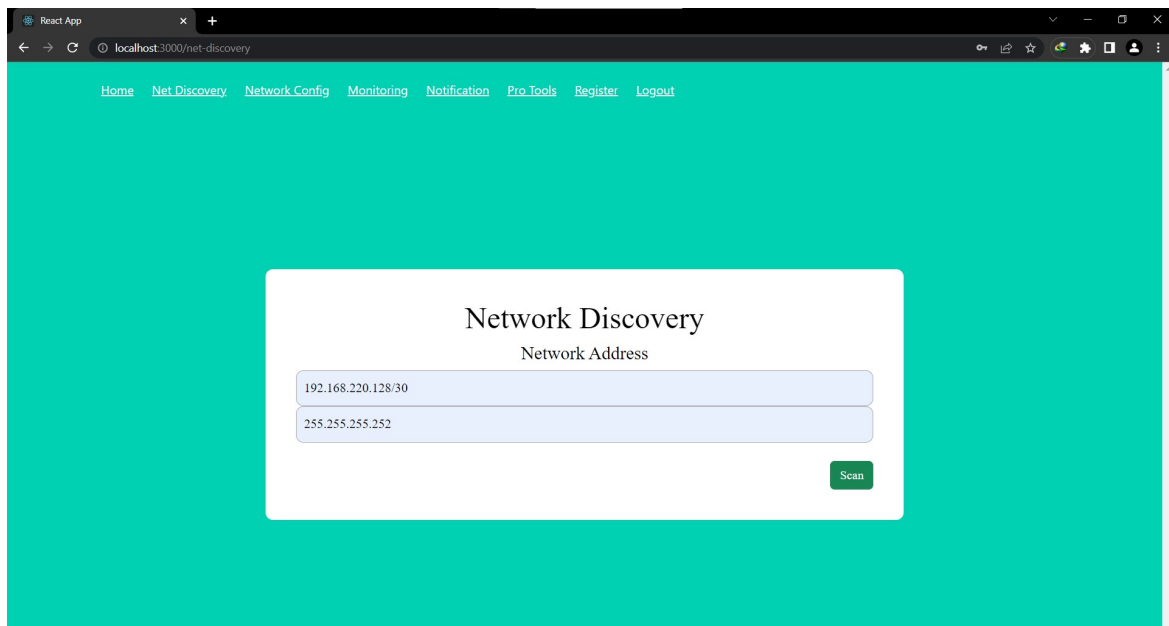 React App
localhost:3000/net-discovery
Home Net Discovery Network Config Monitoring Notification Pro Tools Register Logout
Network Discovery
Network Address
192.168.220.128/30
255.255.255.252
Scan